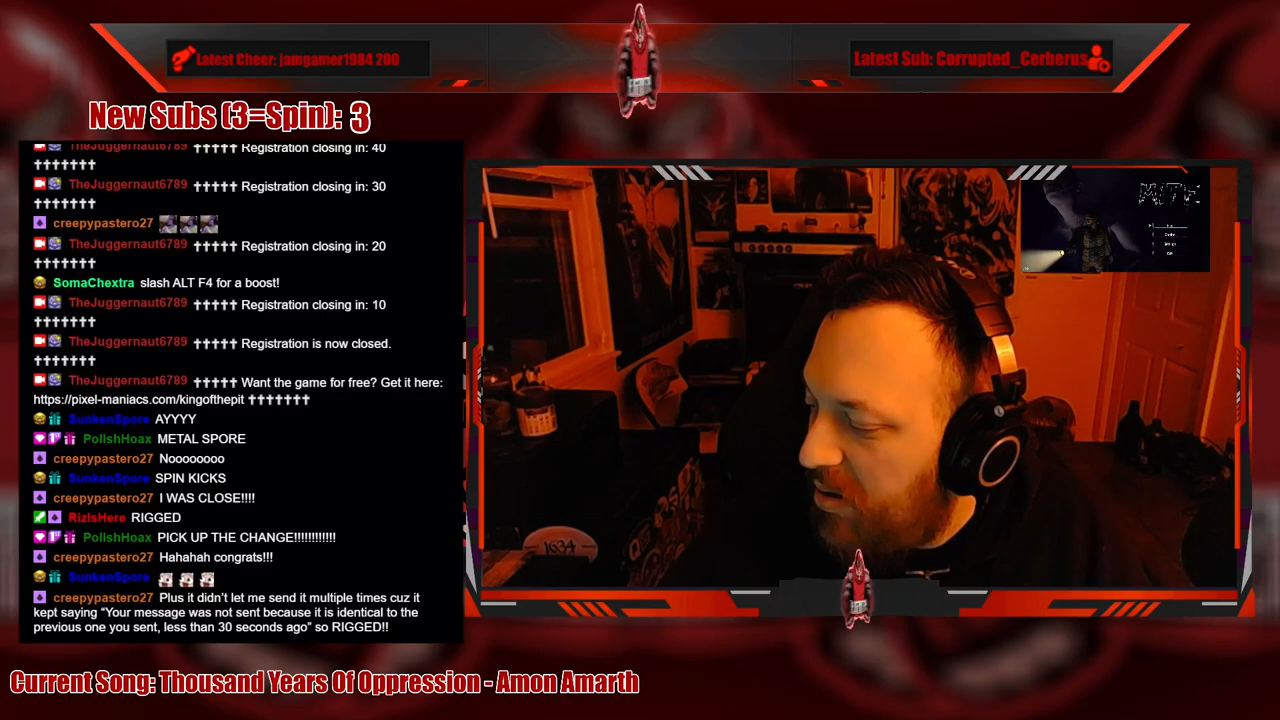 Latest Cheer: jamgamer1984 200
Latest Sub: Corrupted_Cerberus
New Subs (3=Spin): 3
TheJuggernaut6789 ✝✝✝✝✝ Registration closing in: 40
✝✝✝✝✝✝✝
TheJuggernaut6789 ✝✝✝✝✝ Registration closing in: 30
✝✝✝✝✝✝✝
creepypastero27
TheJuggernaut6789 ✝✝✝✝✝ Registration closing in: 20
✝✝✝✝✝✝✝
SomaChextra slash ALT F4 for a boost!
TheJuggernaut6789 ✝✝✝✝✝ Registration closing in: 10
✝✝✝✝✝✝✝
TheJuggernaut6789 ✝✝✝✝✝ Registration is now closed.
✝✝✝✝✝✝✝
TheJuggernaut6789 ✝✝✝✝✝ Want the game for free? Get it here:
https://pixel-maniacs.com/kingofthepit ✝✝✝✝✝✝✝
SunkenSpore AYYYY
PolishHoax METAL SPORE
creepypastero27 Noooooooo
SunkenSpore SPIN KICKS
creepypastero27 I WAS CLOSE!!!!
RizIsHere RIGGED
PolishHoax PICK UP THE CHANGE!!!!!!!!!!!!
creepypastero27 Hahahah congrats!!!
SunkenSpore
creepypastero27 Plus it didn’t let me send it multiple times cuz it
kept saying “Your message was not sent because it is identical to the
previous one you sent, less than 30 seconds ago” so RIGGED!!
MITE
1634
Current Song: Thousand Years Of Oppression - Amon Amarth